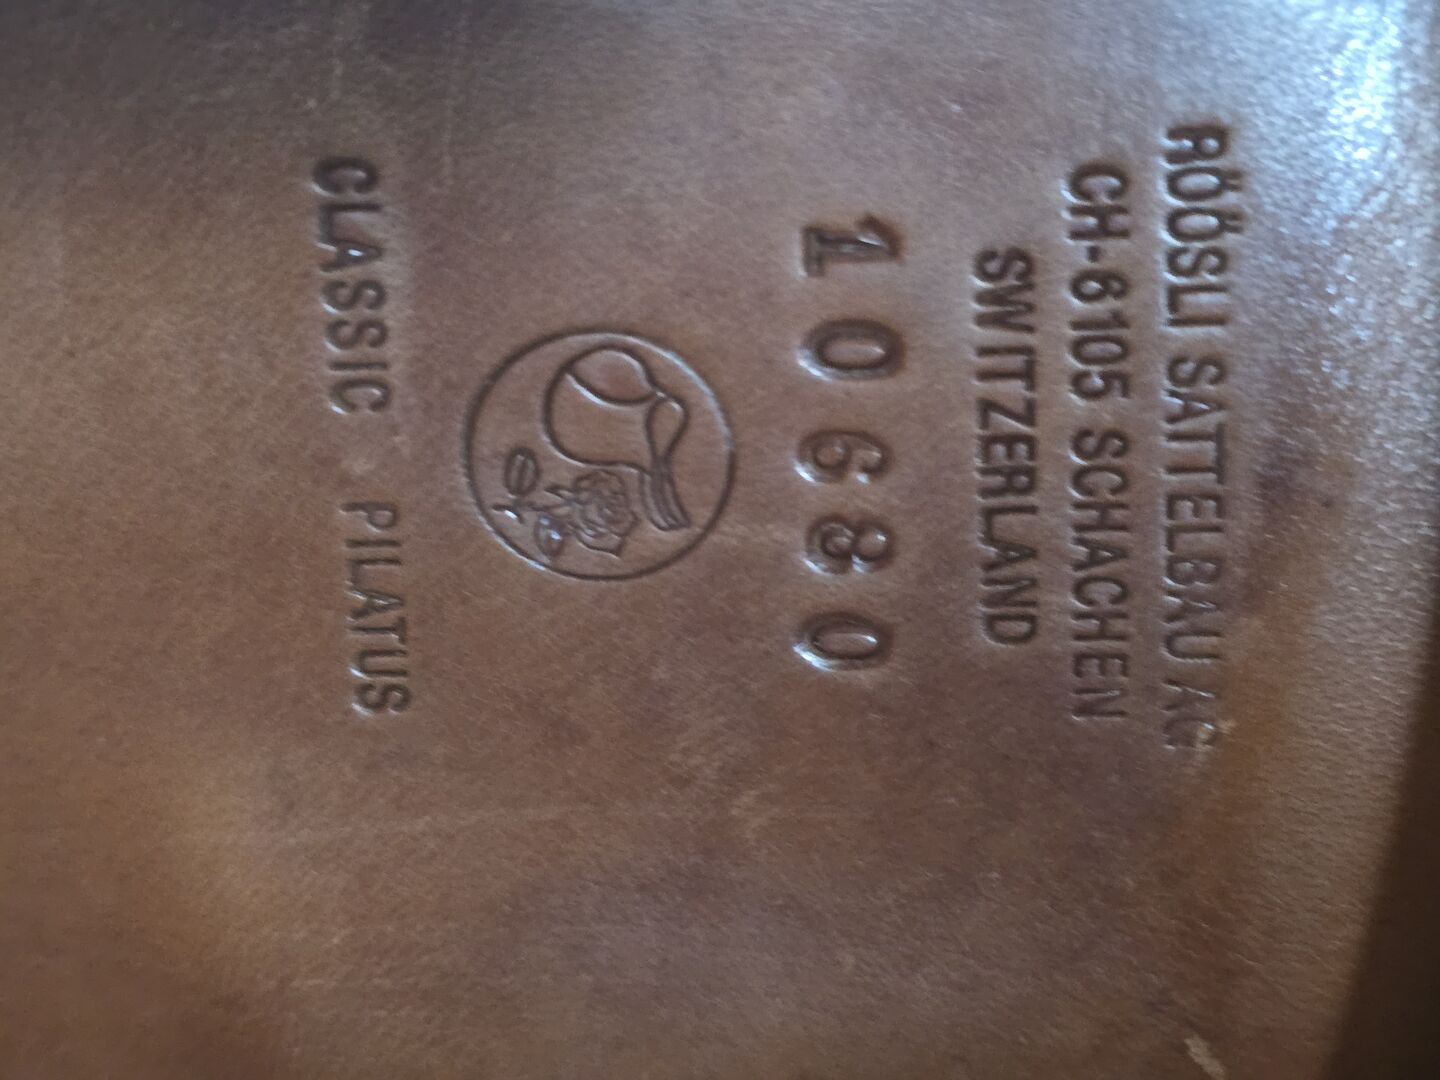 RÖÖSLI SATTELBAU AG
CH-6105 SCHACHEN
SWITZERLAND
10680
CLASSIC PILATUS